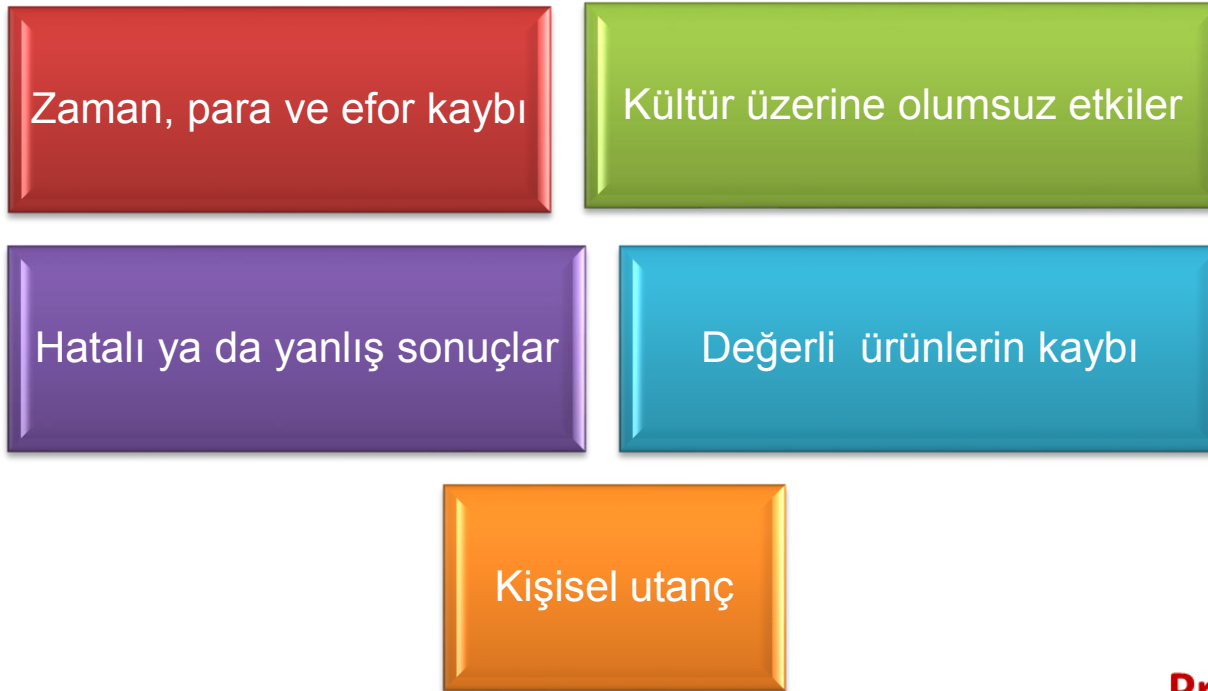 Zaman, para ve efor kaybı
Kültür üzerine olumsuz etkiler
Hatalı ya da yanlış sonuçlar
Değerli ürünlerin kaybı
Kişisel utanç